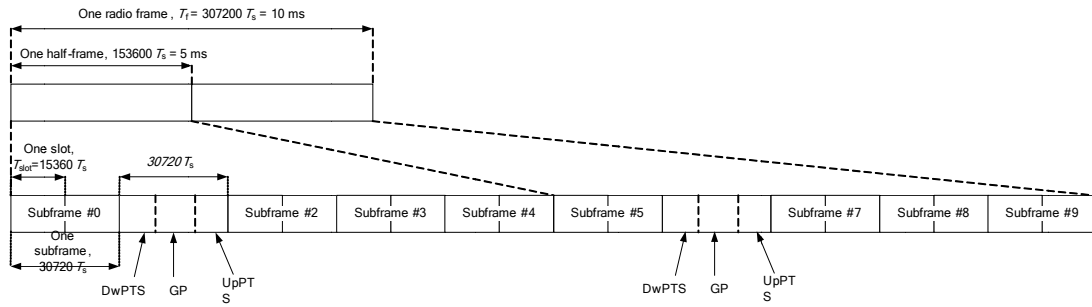 One radio frame , Tf = 307200 Ts = 10 ms
One half-frame, 153600 Ts = 5 ms
One slot,
Tslot=15360 Ts
30720 Ts
Subframe #0
Subframe #2
Subframe #3
Subframe #4
Subframe #5
Subframe #7
Subframe #8
Subframe #9
One
subframe,
30720 Ts
DwPTS
GP
UpPT
S
DwPTS
GP
UpPT
S